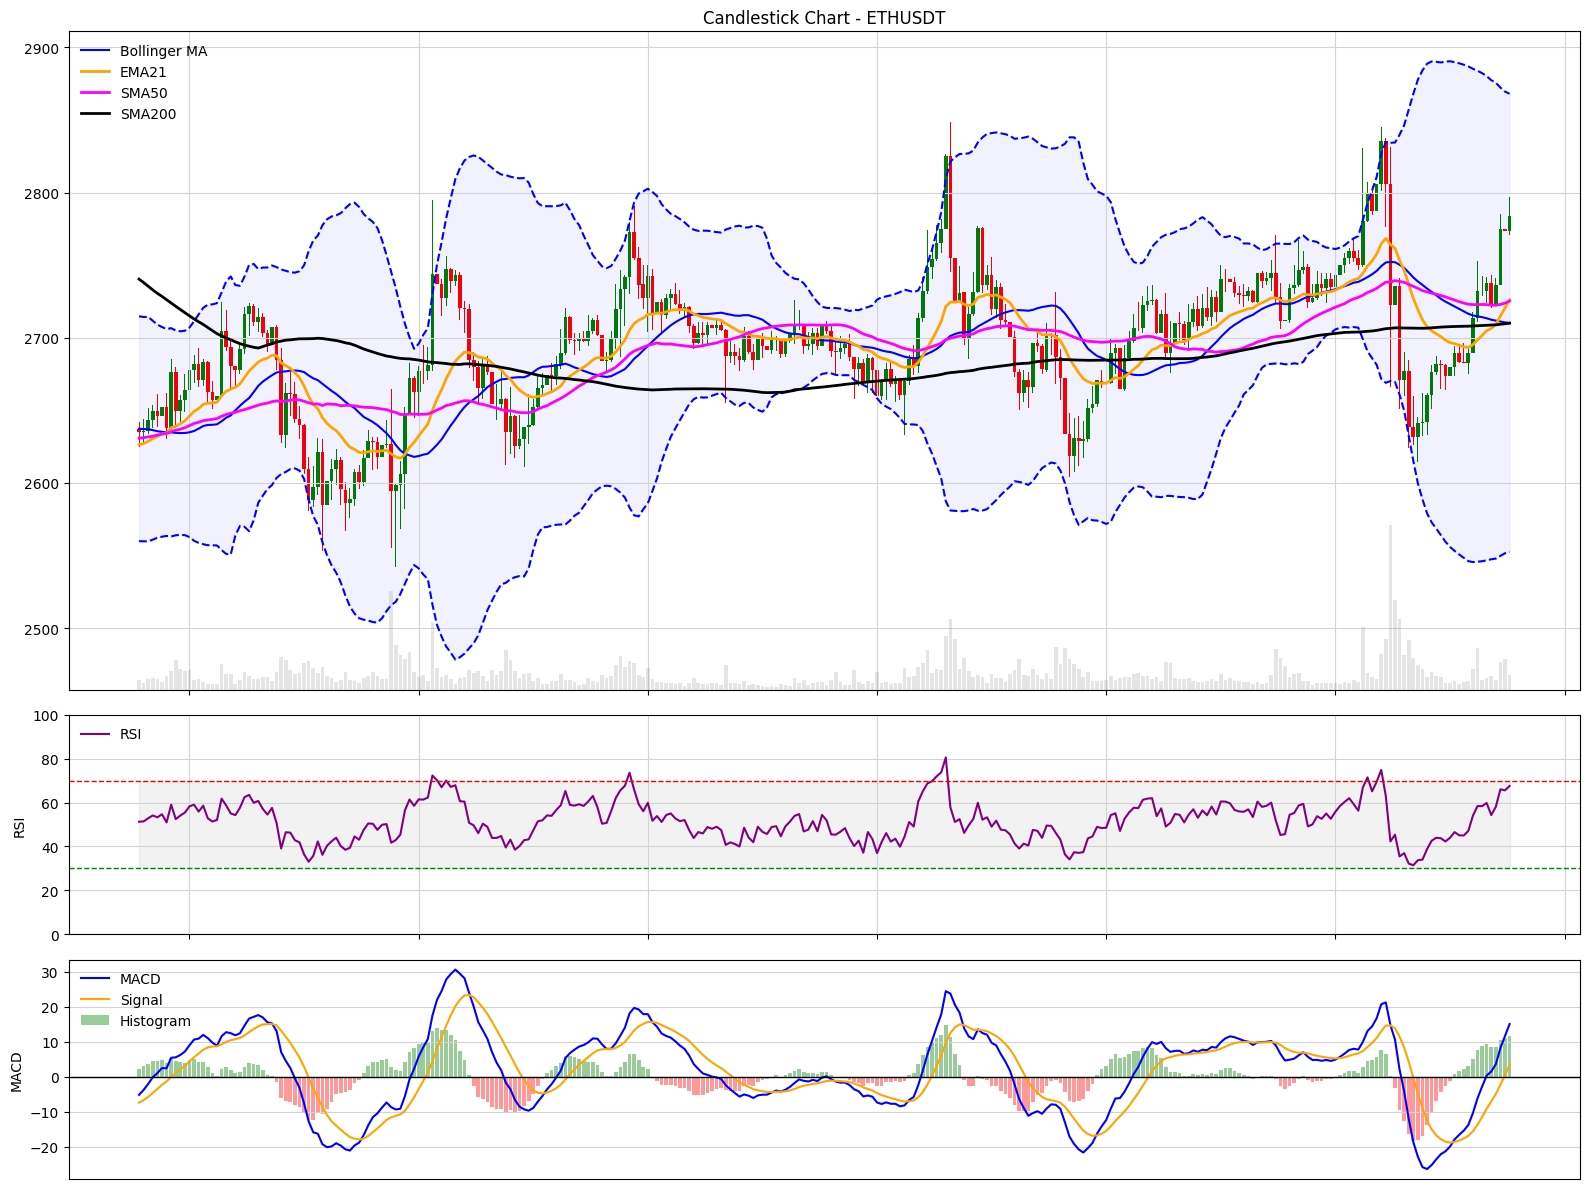 Candlestick Chart - ETHUSDT
2900
2800
2700
2600
2500
Bollinger MA
EMA21
SMA50
SMA200
100
80
60
40
20
0
RSI
RSI
30
20
10
0
−10
−20
MACD
MACD
Signal
Histogram